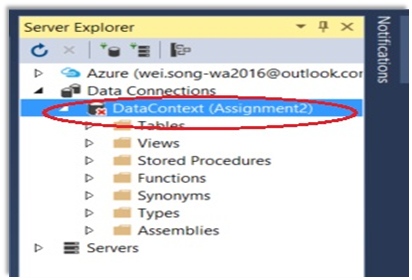 Server Explorer
Azure (wei.song-wa2016@outlook.cor
Data Connections
DataContext (Assignment2)
Tables
Views
Stored Procedures
Functions
Synonyms
Types
Assemblies
Servers
Notifications